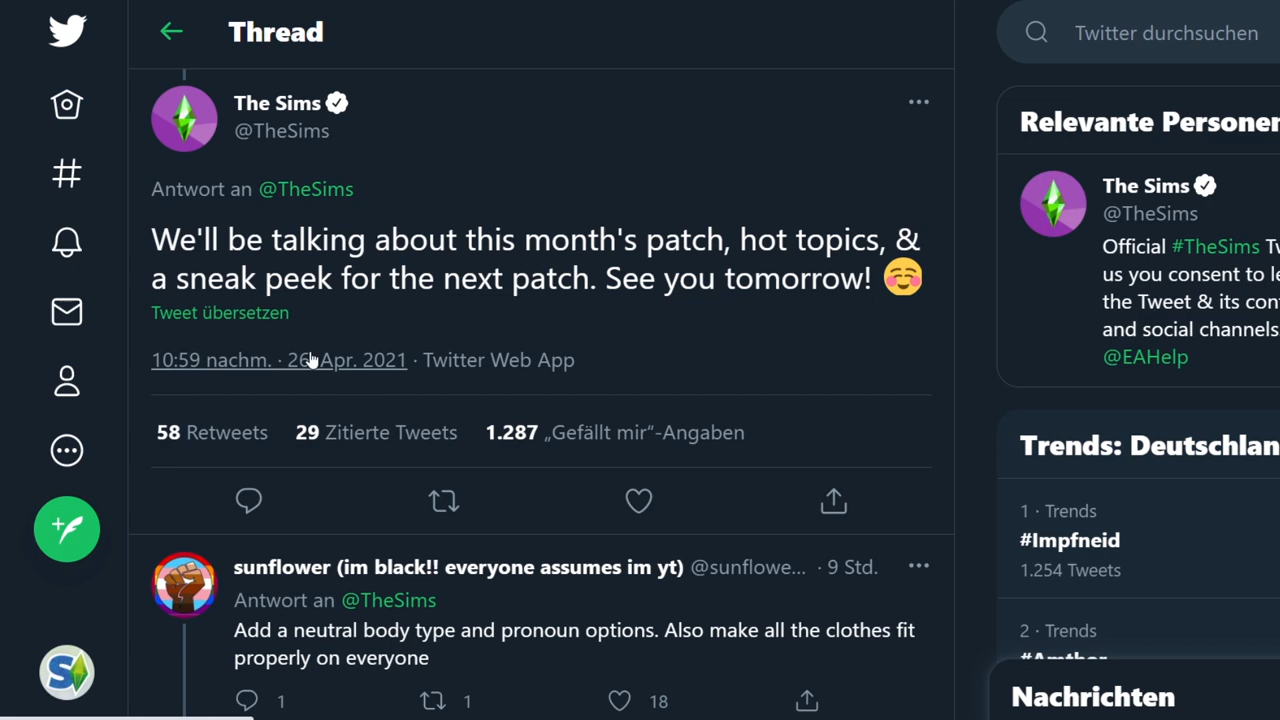 Thread
The Sims
@TheSims
Antwort an @TheSims
We'll be talking about this month's patch, hot topics, &
a sneak peek for the next patch. See you tomorrow! ☺️
Tweet übersetzen
10:59 nachm. · 26. Apr. 2021 · Twitter Web App
58 Retweets 29 Zitierte Tweets 1.287 „Gefällt mir“-Angaben
sunflower (im black!! everyone assumes im yt) @sunflowe... · 9 Std.
Antwort an @TheSims
Add a neutral body type and pronoun options. Also make all the clothes fit
properly on everyone
1 1 18
Twitter durchsuchen
Relevante Personen
The Sims
@TheSims
Official #TheSims Tw
us you consent to le
the Tweet & its con
and social channels
@EAHelp
Trends: Deutschlan
1 · Trends
#Impfneid
1.254 Tweets
2 · Trends
#Amthor
Nachrichten